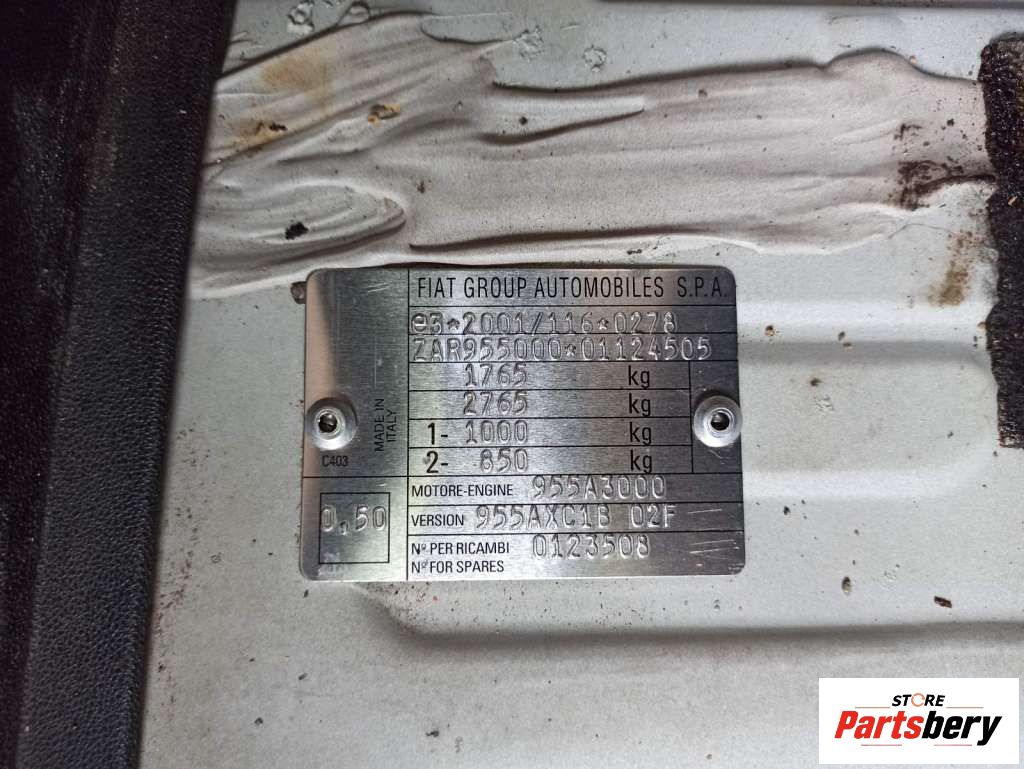 FIAT GROUP AUTOMOBILES S.P.A.
e3*2001/116*0278
ZAR955000*01124505
1765 kg
2765 kg
1- 1000 kg
2- 850 kg
MADE IN
ITALY
C403
0,50
MOTORE-ENGINE 955A3000
VERSION 955AXC1B 02F
Nº PER RICAMBI 0123508
Nº FOR SPARES
STORE
Partsbery